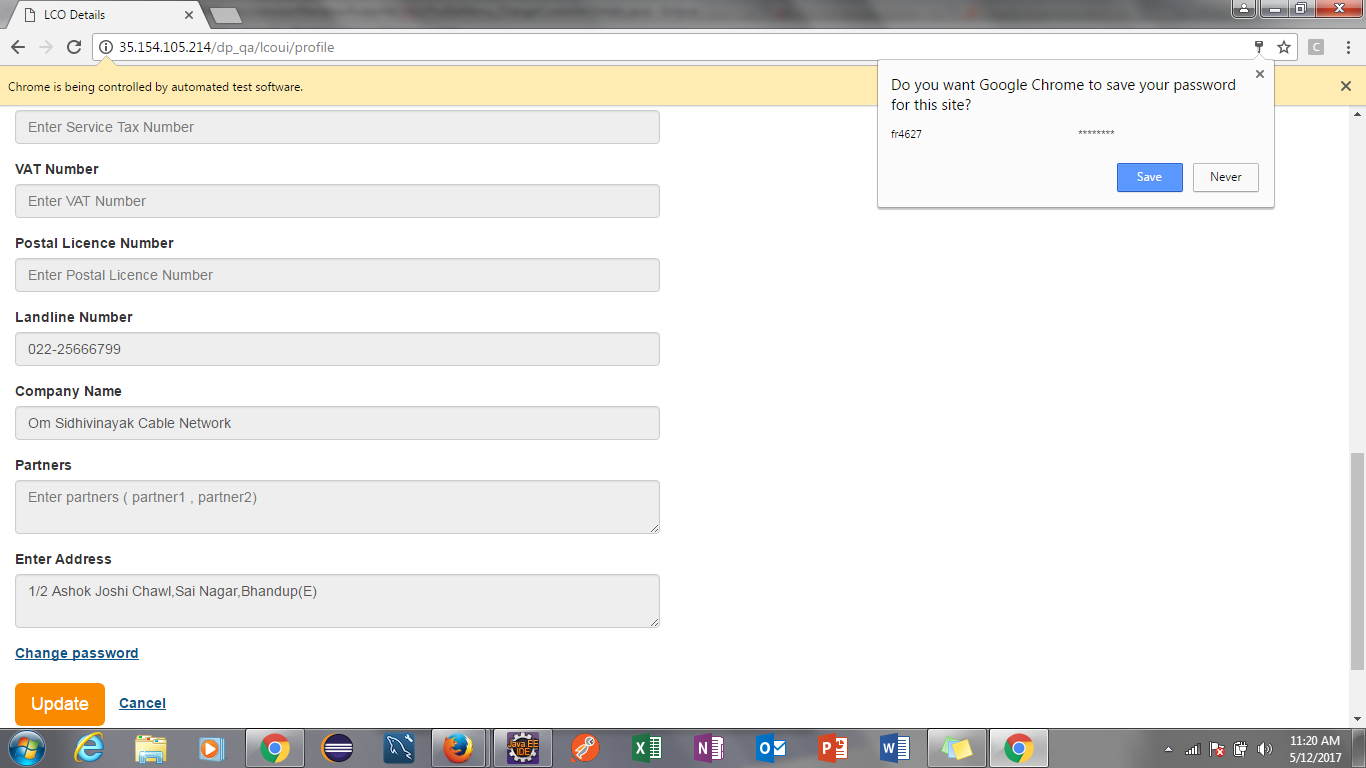 LCO Details
35.154.105.214/dp_qa/lcoui/profile
C
Chrome is being controlled by automated test software.
Do you want Google Chrome to save your password
for this site?
fr4627 ********
Save Never
Enter Service Tax Number
VAT Number
Enter VAT Number
Postal Licence Number
Enter Postal Licence Number
Landline Number
022-25666799
Company Name
Om Sidhivinayak Cable Network
Partners
Enter partners ( partner1 , partner2)
Enter Address
1/2 Ashok Joshi Chawl,Sai Nagar,Bhandup(E)
Change password
Update Cancel
Java EE
IDE
11:20 AM
5/12/2017